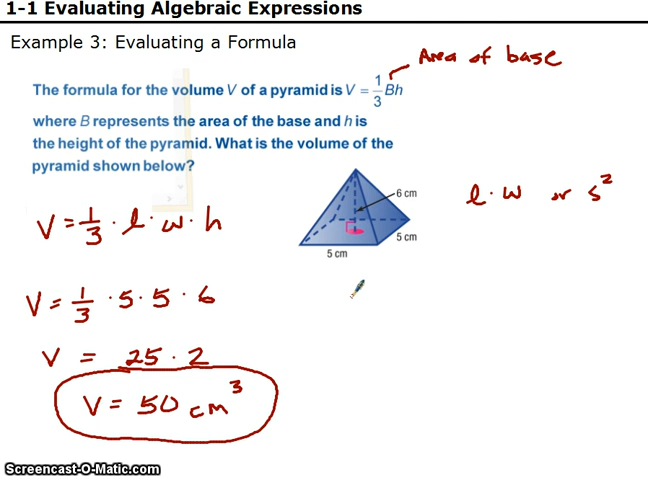 1-1 Evaluating Algebraic Expressions
Example 3: Evaluating a Formula
Area of base
The formula for the volume V of a pyramid is V = 1/3 Bh
where B represents the area of the base and h is
the height of the pyramid. What is the volume of the
pyramid shown below?
6 cm
5 cm
5 cm
l · w or s²
V = 1/3 · l · w · h
V = 1/3 · 5 · 5 · 6
V = 25 · 2
V = 50 cm³
Screencast-O-Matic.com